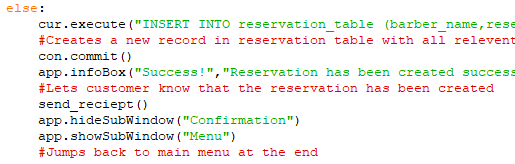 else:
cur.execute("INSERT INTO reservation_table (barber_name,rese
#Creates a new record in reservation table with all relevent
con.commit()
app.infoBox("Success!","Reservation has been created success
#Lets customer know that the reservation has been created
send_reciept()
app.hideSubWindow("Confirmation")
app.showSubWindow("Menu")
#Jumps back to main menu at the end